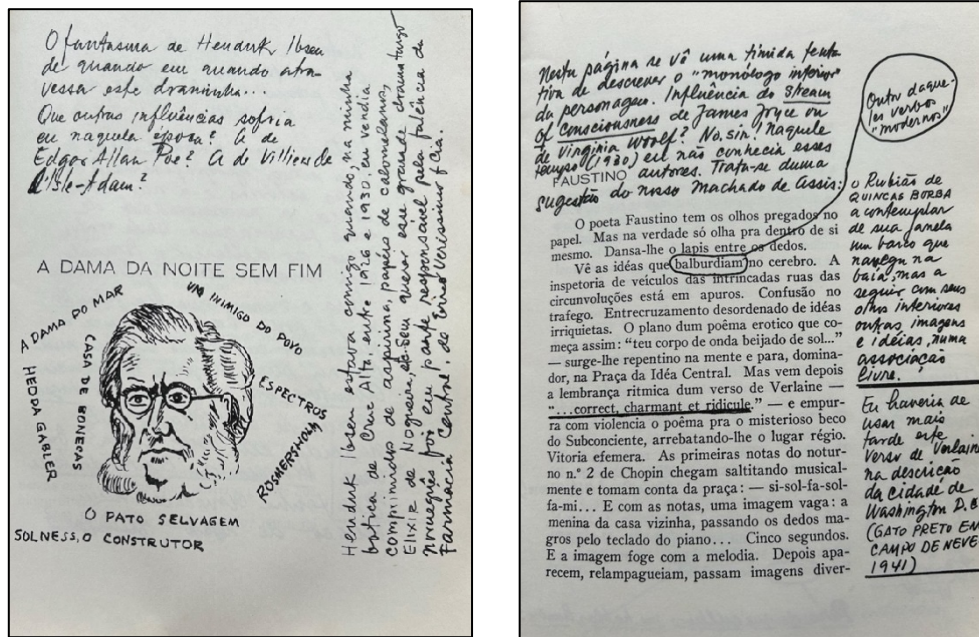 O fantasma de Hendrik Ibsen
de quando em quando atra-
vessa este draminha...
Que outras influências sofria
eu naquela época? A de
Edgar Allan Poe? A de Villiers de
L'Isle-Adam?
A DAMA DA NOITE SEM FIM
A DAMA DO MAR
UM INIMIGO DO POVO
CASA DE BONECAS
HEDDA GABLER
ESPECTROS
ROSMERSHOLM
O PATO SELVAGEM
SOLNESS, O CONSTRUTOR
Hendrik Ibsen estava comigo quando, na minha
botica de Cruz Alta, entre 1926 e 1930, eu vendia
comprimidos de aspirina, papéis de calomelanos,
Elixir de Nogueira, etc. Sem querer esse grande dramaturgo
norueguês foi em parte responsável pela falência da
Farmácia Central, de Erico Verissimo & Cia.
Nesta página se vê uma tímida tenta-
tiva de descrever o "monólogo interior"
da personagem. Influência do stream
of consciousness de James Joyce ou
de Virginia Woolf? No, sir! Naquele
tempo (1930) eu não conhecia esses
autores. Trata-se duma
FAUSTINO
sugestão do nosso Machado de Assis:
o Rubião de
QUINCAS BORBA
a contemplar
de sua janela
um barco que
navega na
baía, mas a
seguir com seus
olhos interiores
outras imagens
e idéias, numa
associação
livre.
Outro daque-
les verbos
"modernos"
O poeta Faustino tem os olhos pregados no
papel. Mas na verdade só olha pra dentro de si
mesmo. Dansa-lhe o lapis entre os dedos.
Vê as idéas que balburdiam no cerebro. A
inspetoria de veículos das intrincadas ruas das
circunvoluções está em apuros. Confusão no
trafego. Entrecruzamento desordenado de idéas
irriquietas. O plano dum poêma erotico que co-
meça assim: "teu corpo de onda beijado de sol..."
— surge-lhe repentino na mente e para, domina-
dor, na Praça da Idéa Central. Mas vem depois
a lembrança ritmica dum verso de Verlaine —
"...correct, charmant et ridicule." — e empur-
ra com violencia o poêma pra o misterioso beco
do Subconciente, arrebatando-lhe o lugar régio.
Vitoria efemera. As primeiras notas do notur-
no n.º 2 de Chopin chegam saltitando musical-
mente e tomam conta da praça: — si-sol-fa-sol-
fa-mi... E com as notas, uma imagem vaga: a
menina da casa vizinha, passando os dedos ma-
gros pelo teclado do piano... Cinco segundos.
E a imagem foge com a melodia. Depois apa-
recem, relampagueiam, passam imagens diver-
Eu haveria de
usar mais
tarde este
verso de Verlaine
na descrição
da cidade de
Washington D.C.
(GATO PRETO EM
CAMPO DE NEVE
1941)